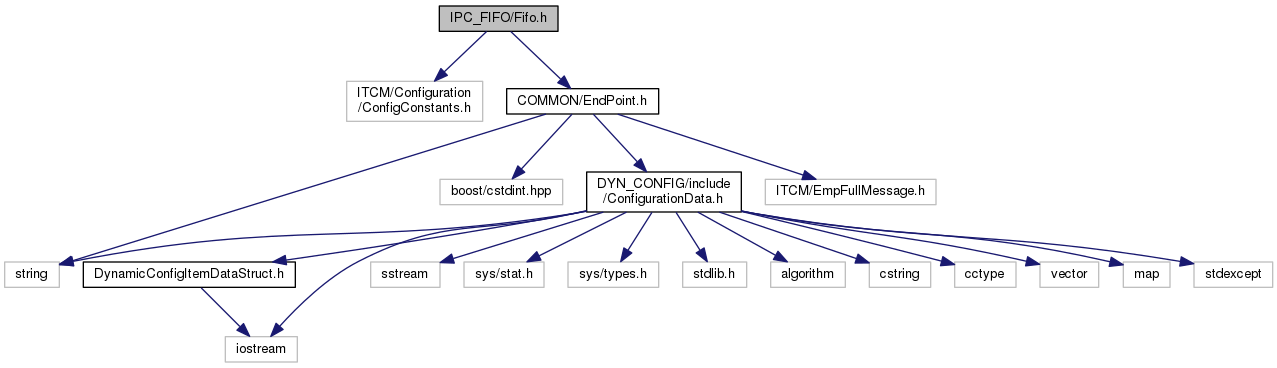 IPC_FIFO/Fifo.h
ITCM/Configuration
/ConfigConstants.h
COMMON/EndPoint.h
boost/cstdint.hpp
DYN_CONFIG/include
/ConfigurationData.h
ITCM/EmpFullMessage.h
string
DynamicConfigItemDataStruct.h
sstream
sys/stat.h
sys/types.h
stdlib.h
algorithm
cstring
cctype
vector
map
stdexcept
iostream